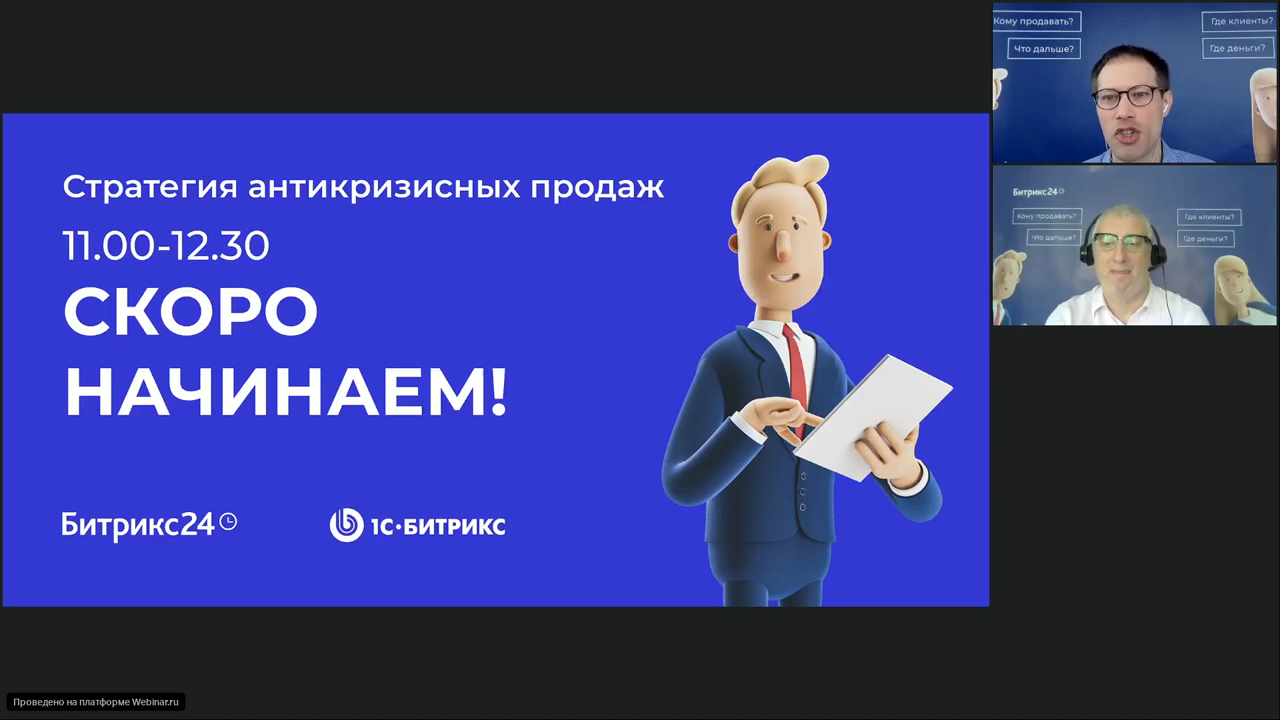 Стратегия антикризисных продаж
11.00-12.30
СКОРО
НАЧИНАЕМ!
Битрикс24
1С·БИТРИКС
Кому продавать?
Где клиенты?
Что дальше?
Где деньги?
Битрикс24
Кому продавать?
Где клиенты?
Что дальше?
Где деньги?
Проведено на платформе Webinar.ru